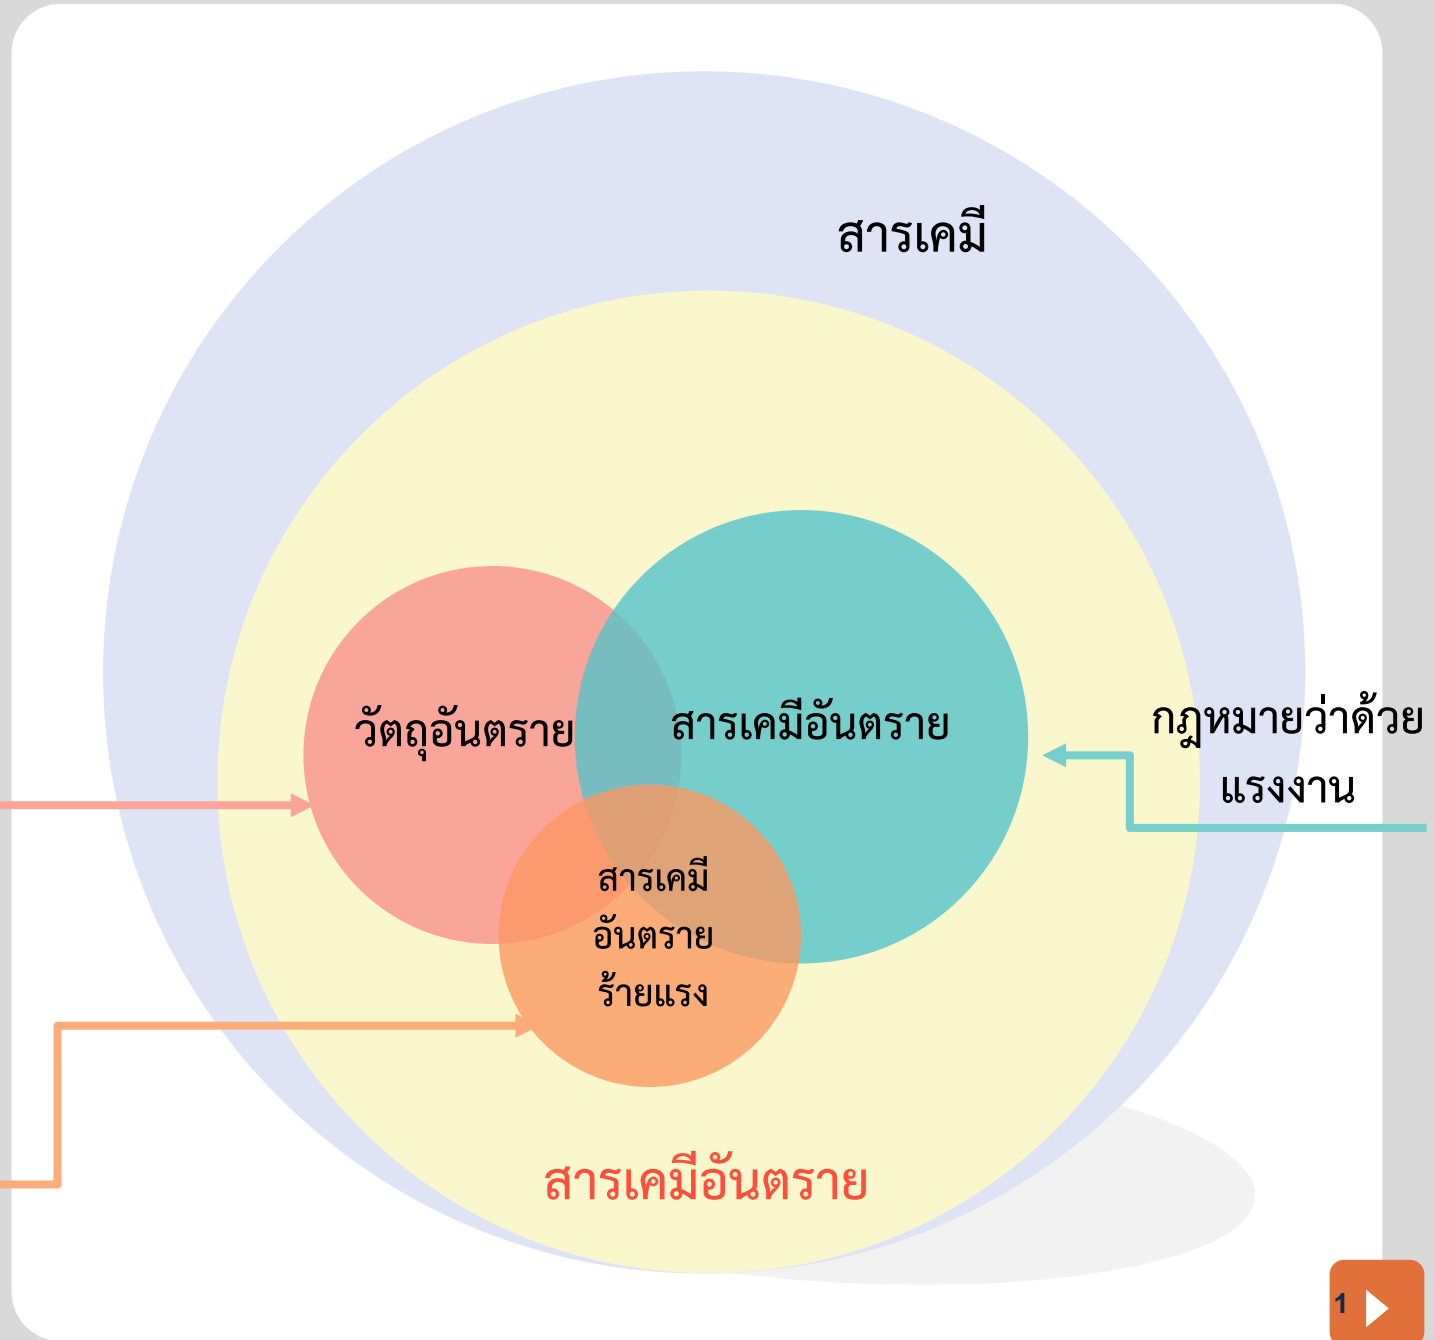 สารเคมี
วัตถุอันตราย
สารเคมีอันตราย
กฎหมายว่าด้วย
แรงงาน
สารเคมี
อันตราย
ร้ายแรง
สารเคมีอันตราย
1